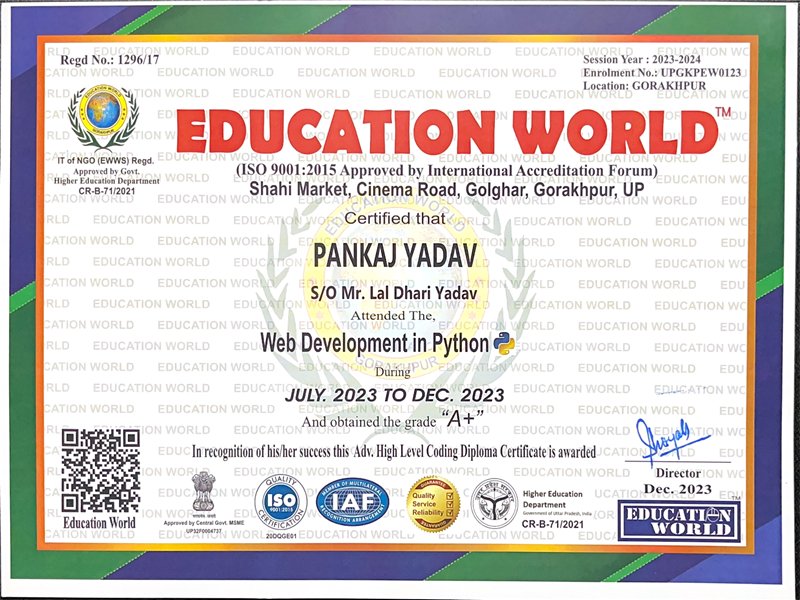 Regd No.: 1296/17
Session Year : 2023-2024
Enrolment No.: UPGKPEW0123
Location: GORAKHPUR
EDUCATION WORLD
GORAKHPUR
IT of NGO (EWWS) Regd.
Approved by Govt.
Higher Education Department
CR-B-71/2021
EDUCATION WORLD™
(ISO 9001:2015 Approved by International Accreditation Forum)
Shahi Market, Cinema Road, Golghar, Gorakhpur, UP
Certified that
PANKAJ YADAV
S/O Mr. Lal Dhari Yadav
Attended The,
Web Development in Python
During
JULY. 2023 TO DEC. 2023
And obtained the grade “A+”
In recognition of his/her success this Adv. High Level Coding Diploma Certificate is awarded
Director
Dec. 2023
EDUCATION
WORLD™
Education World
Approved by Central Govt. MSME
UP32F0004737
QUALITY
ISO
9001:2015
CERTIFICATION
20DQGE01
MEMBER OF MULTILATERAL
IAF
RECOGNITION ARRANGEMENT
GUARANTEE
Quality
Service
Reliability
GUARANTEE
Higher Education
Department
Government of Uttar Pradesh, India
CR-B-71/2021